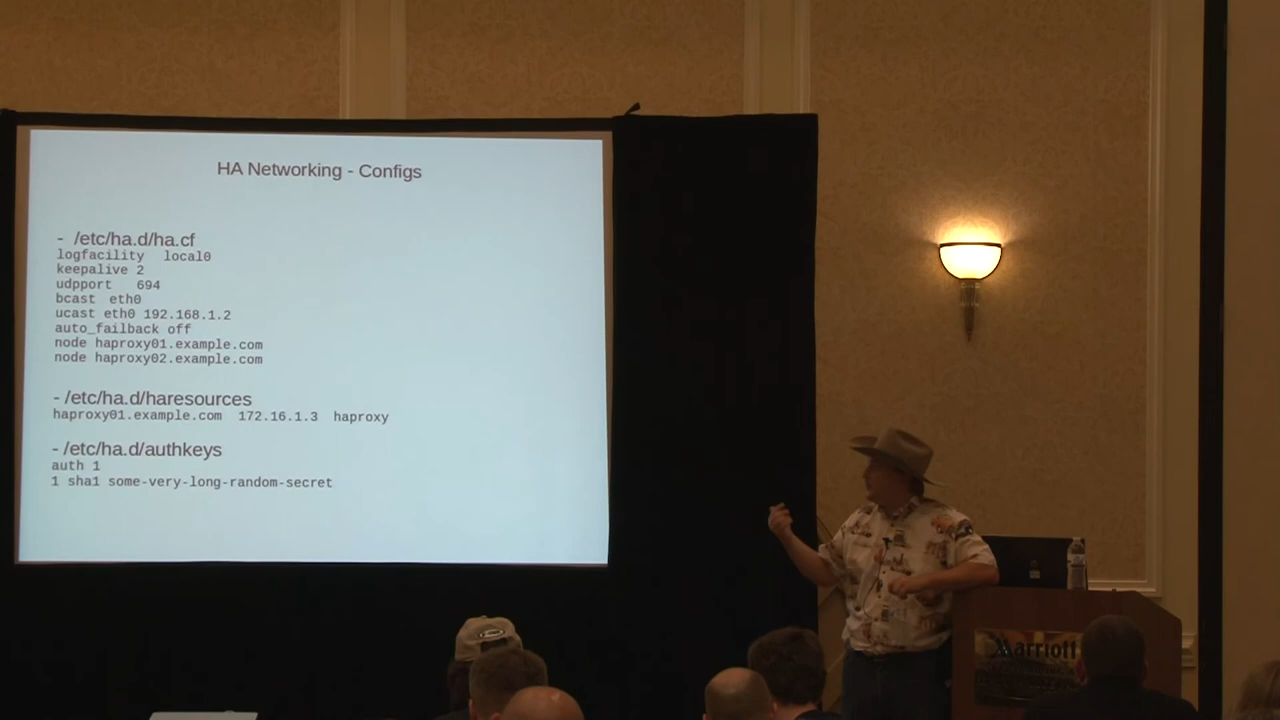 HA Networking - Configs
- /etc/ha.d/ha.cf
logfacility local0
keepalive 2
udpport 694
bcast eth0
ucast eth0 192.168.1.2
auto_failback off
node haproxy01.example.com
node haproxy02.example.com
- /etc/ha.d/haresources
haproxy01.example.com 172.16.1.3 haproxy
- /etc/ha.d/authkeys
auth 1
1 sha1 some-very-long-random-secret
Marriott